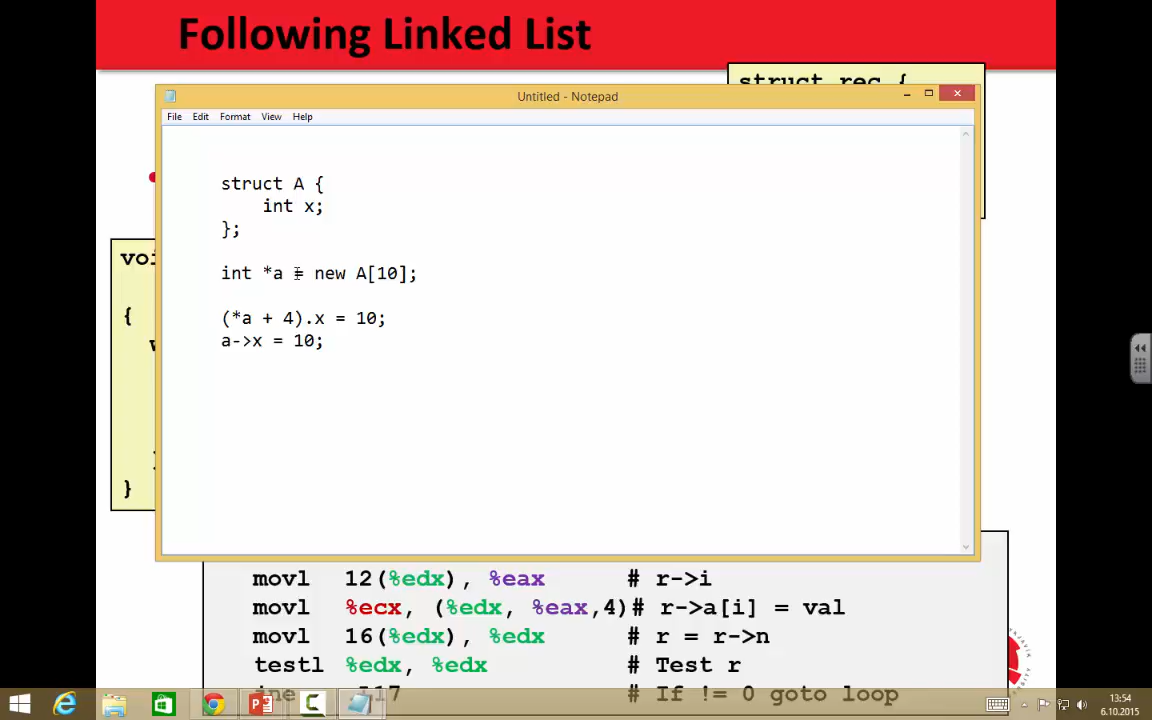 Following Linked List
struct rec {
Untitled - Notepad
File Edit Format View Help
struct A {
int x;
};
int *a = new A[10];
(*a + 4).x = 10;
a->x = 10;
{
}
movl 12(%edx), %eax # r->i
movl %ecx, (%edx, %eax,4)# r->a[i] = val
movl 16(%edx), %edx # r = r->n
testl %edx, %edx # Test r
# If != 0 goto loop
13:54
6.10.2015